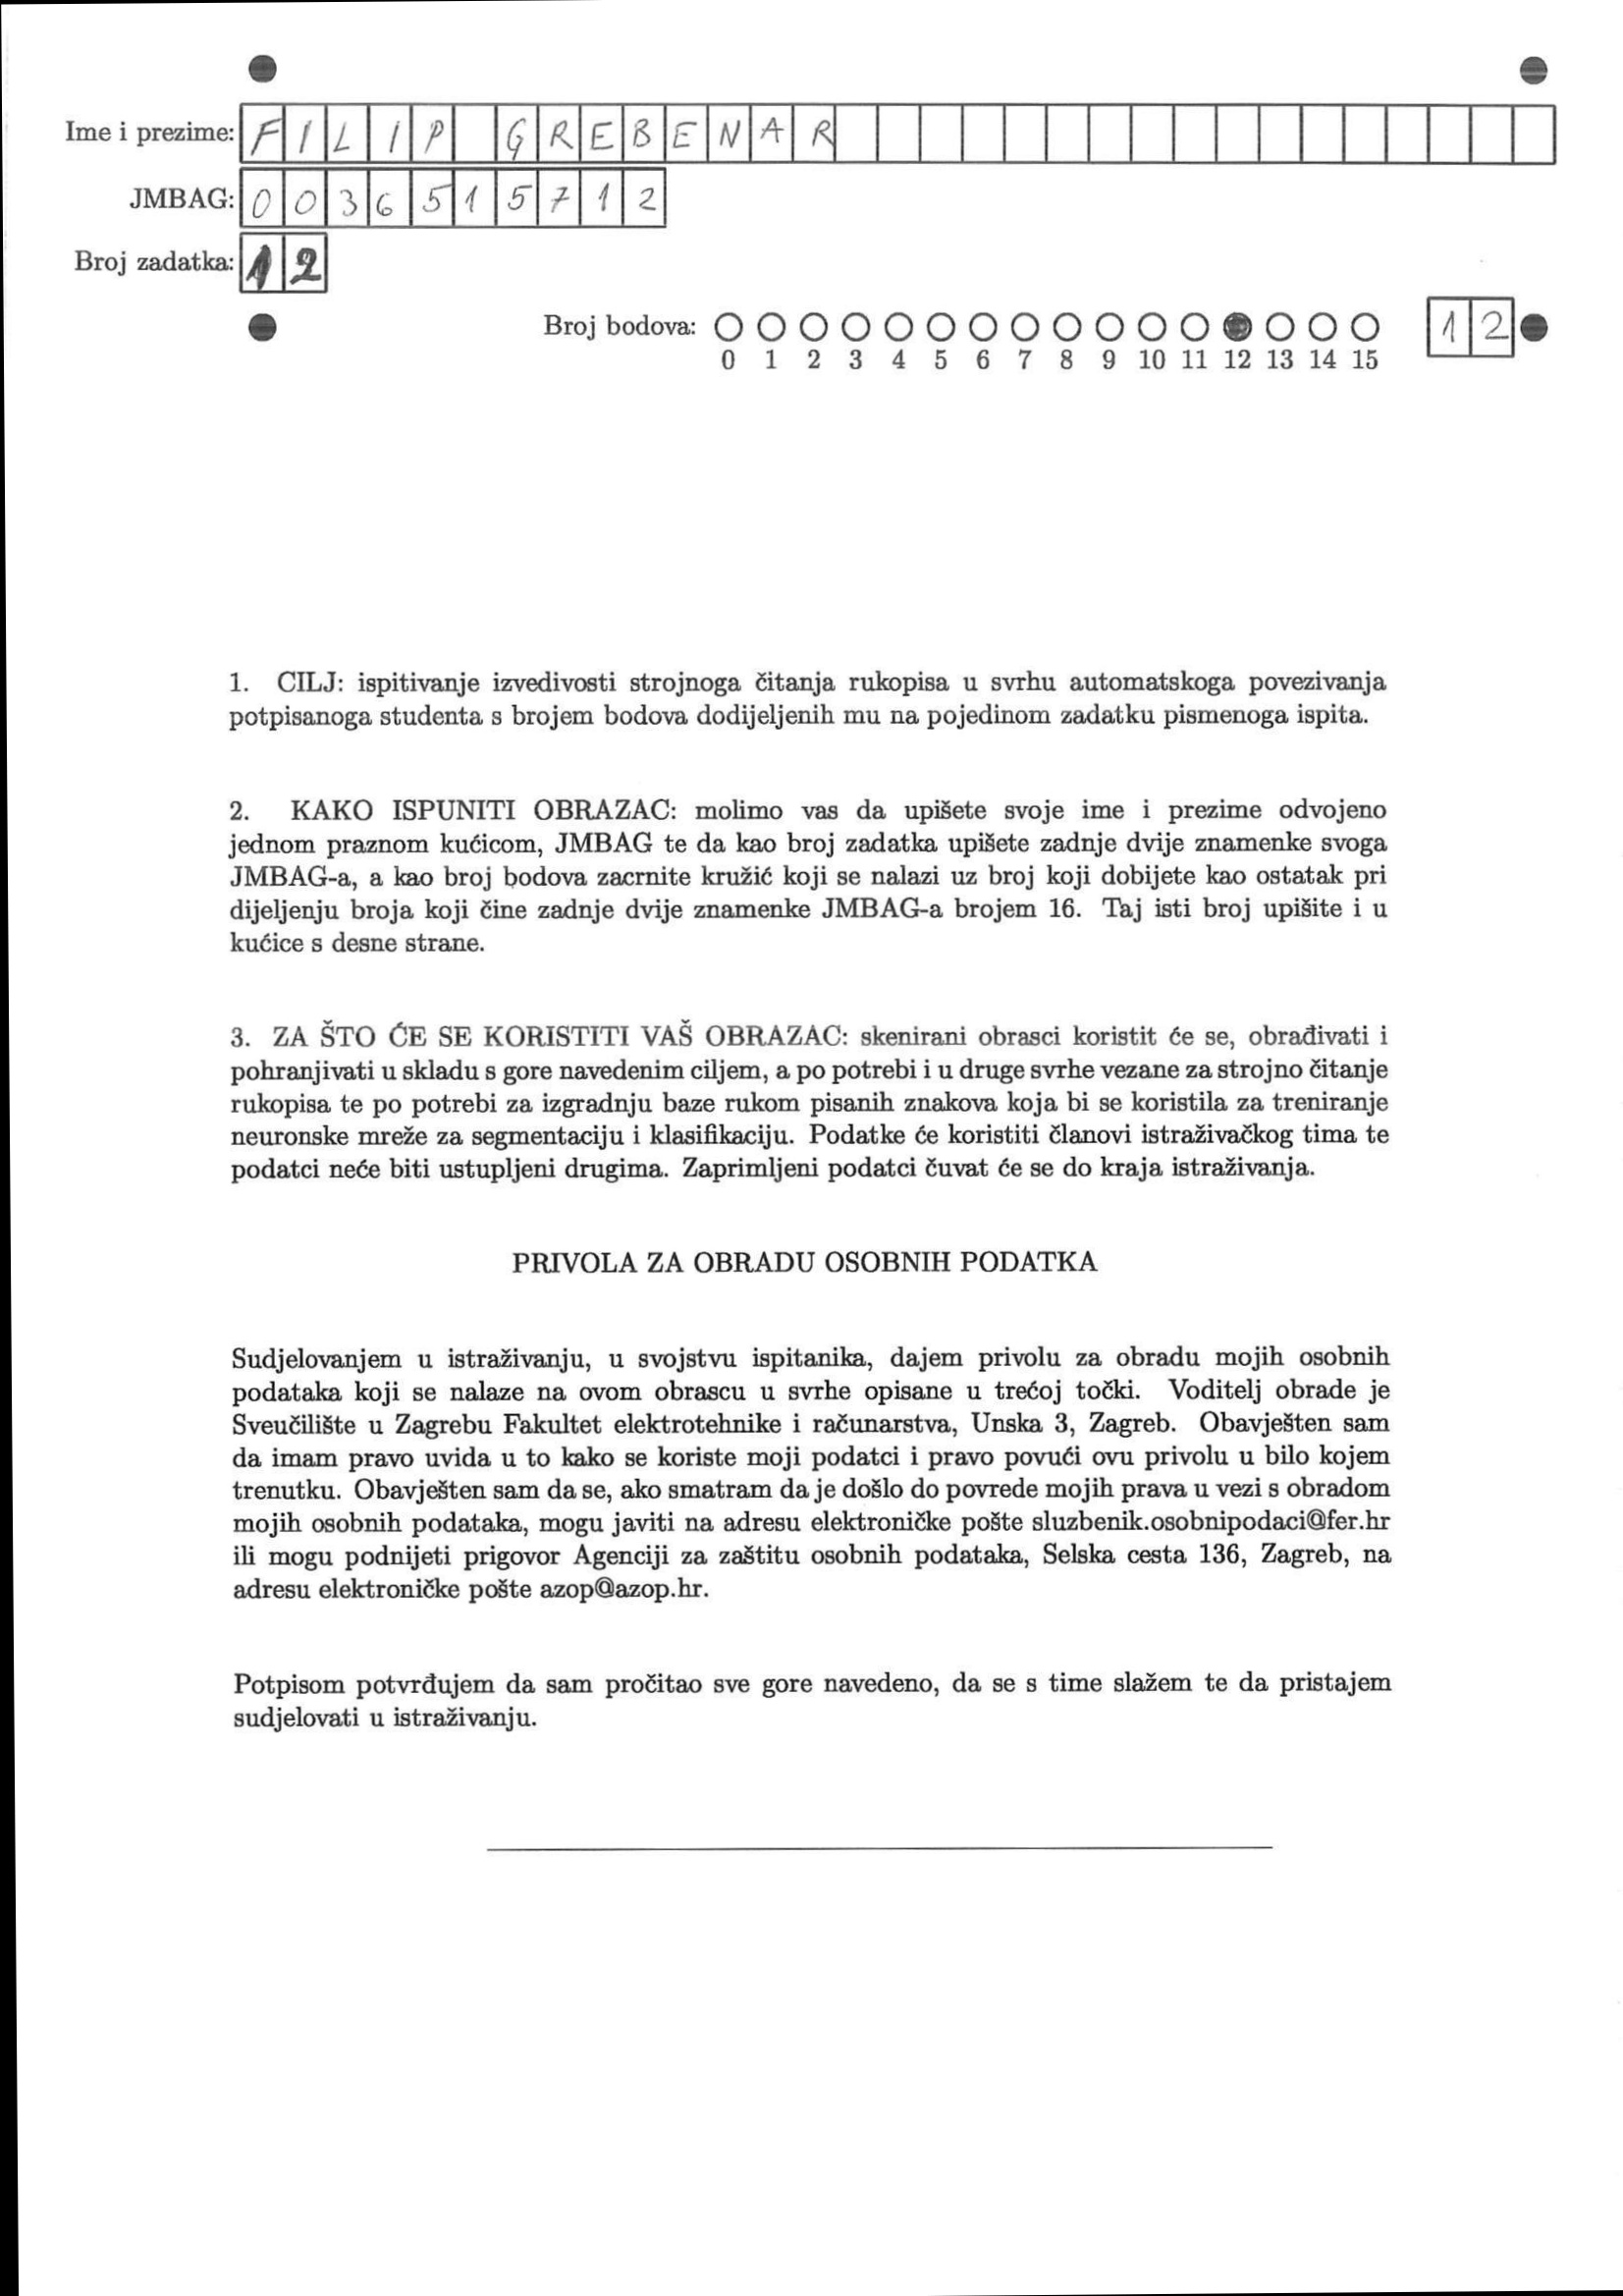 Ime i prezime: FILIP GREBENAR
JMBAG: 0036515712
Broj zadatka: 12
Broj bodova: 12
0 1 2 3 4 5 6 7 8 9 10 11 12 13 14 15
1. CILJ: ispitivanje izvedivosti strojnoga čitanja rukopisa u svrhu automatskoga povezivanja
potpisanoga studenta s brojem bodova dodijeljenih mu na pojedinom zadatku pismenoga ispita.
2. KAKO ISPUNITI OBRAZAC: molimo vas da upišete svoje ime i prezime odvojeno
jednom praznom kućicom, JMBAG te da kao broj zadatka upišete zadnje dvije znamenke svoga
JMBAG-a, a kao broj bodova zacrnite kružić koji se nalazi uz broj koji dobijete kao ostatak pri
dijeljenju broja koji čine zadnje dvije znamenke JMBAG-a brojem 16. Taj isti broj upišite i u
kućice s desne strane.
3. ZA ŠTO ĆE SE KORISTITI VAŠ OBRAZAC: skenirani obrasci koristit će se, obrađivati i
pohranjivati u skladu s gore navedenim ciljem, a po potrebi i u druge svrhe vezane za strojno čitanje
rukopisa te po potrebi za izgradnju baze rukom pisanih znakova koja bi se koristila za treniranje
neuronske mreže za segmentaciju i klasifikaciju. Podatke će koristiti članovi istraživačkog tima te
podatci neće biti ustupljeni drugima. Zaprimljeni podatci čuvat će se do kraja istraživanja.
PRIVOLA ZA OBRADU OSOBNIH PODATKA
Sudjelovanjem u istraživanju, u svojstvu ispitanika, dajem privolu za obradu mojih osobnih
podataka koji se nalaze na ovom obrascu u svrhe opisane u trećoj točki. Voditelj obrade je
Sveučilište u Zagrebu Fakultet elektrotehnike i računarstva, Unska 3, Zagreb. Obavješten sam
da imam pravo uvida u to kako se koriste moji podatci i pravo povući ovu privolu u bilo kojem
trenutku. Obavješten sam da se, ako smatram da je došlo do povrede mojih prava u vezi s obradom
mojih osobnih podataka, mogu javiti na adresu elektroničke pošte sluzbenik.osobnipodaci@fer.hr
ili mogu podnijeti prigovor Agenciji za zaštitu osobnih podataka, Selska cesta 136, Zagreb, na
adresu elektroničke pošte azop@azop.hr.
Potpisom potvrđujem da sam pročitao sve gore navedeno, da se s time slažem te da pristajem
sudjelovati u istraživanju.